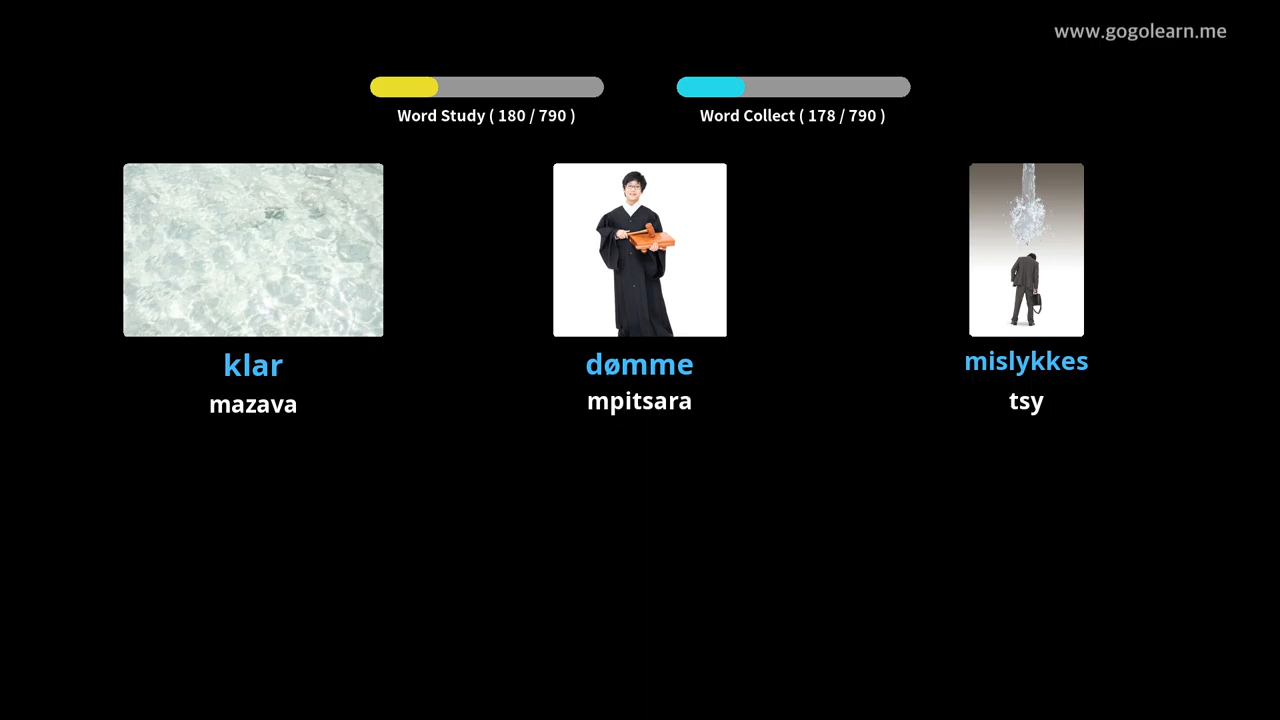 www.gogolearn.me
Word Study ( 180 / 790 )
Word Collect ( 178 / 790 )
klar
mazava
dømme
mpitsara
mislykkes
tsy